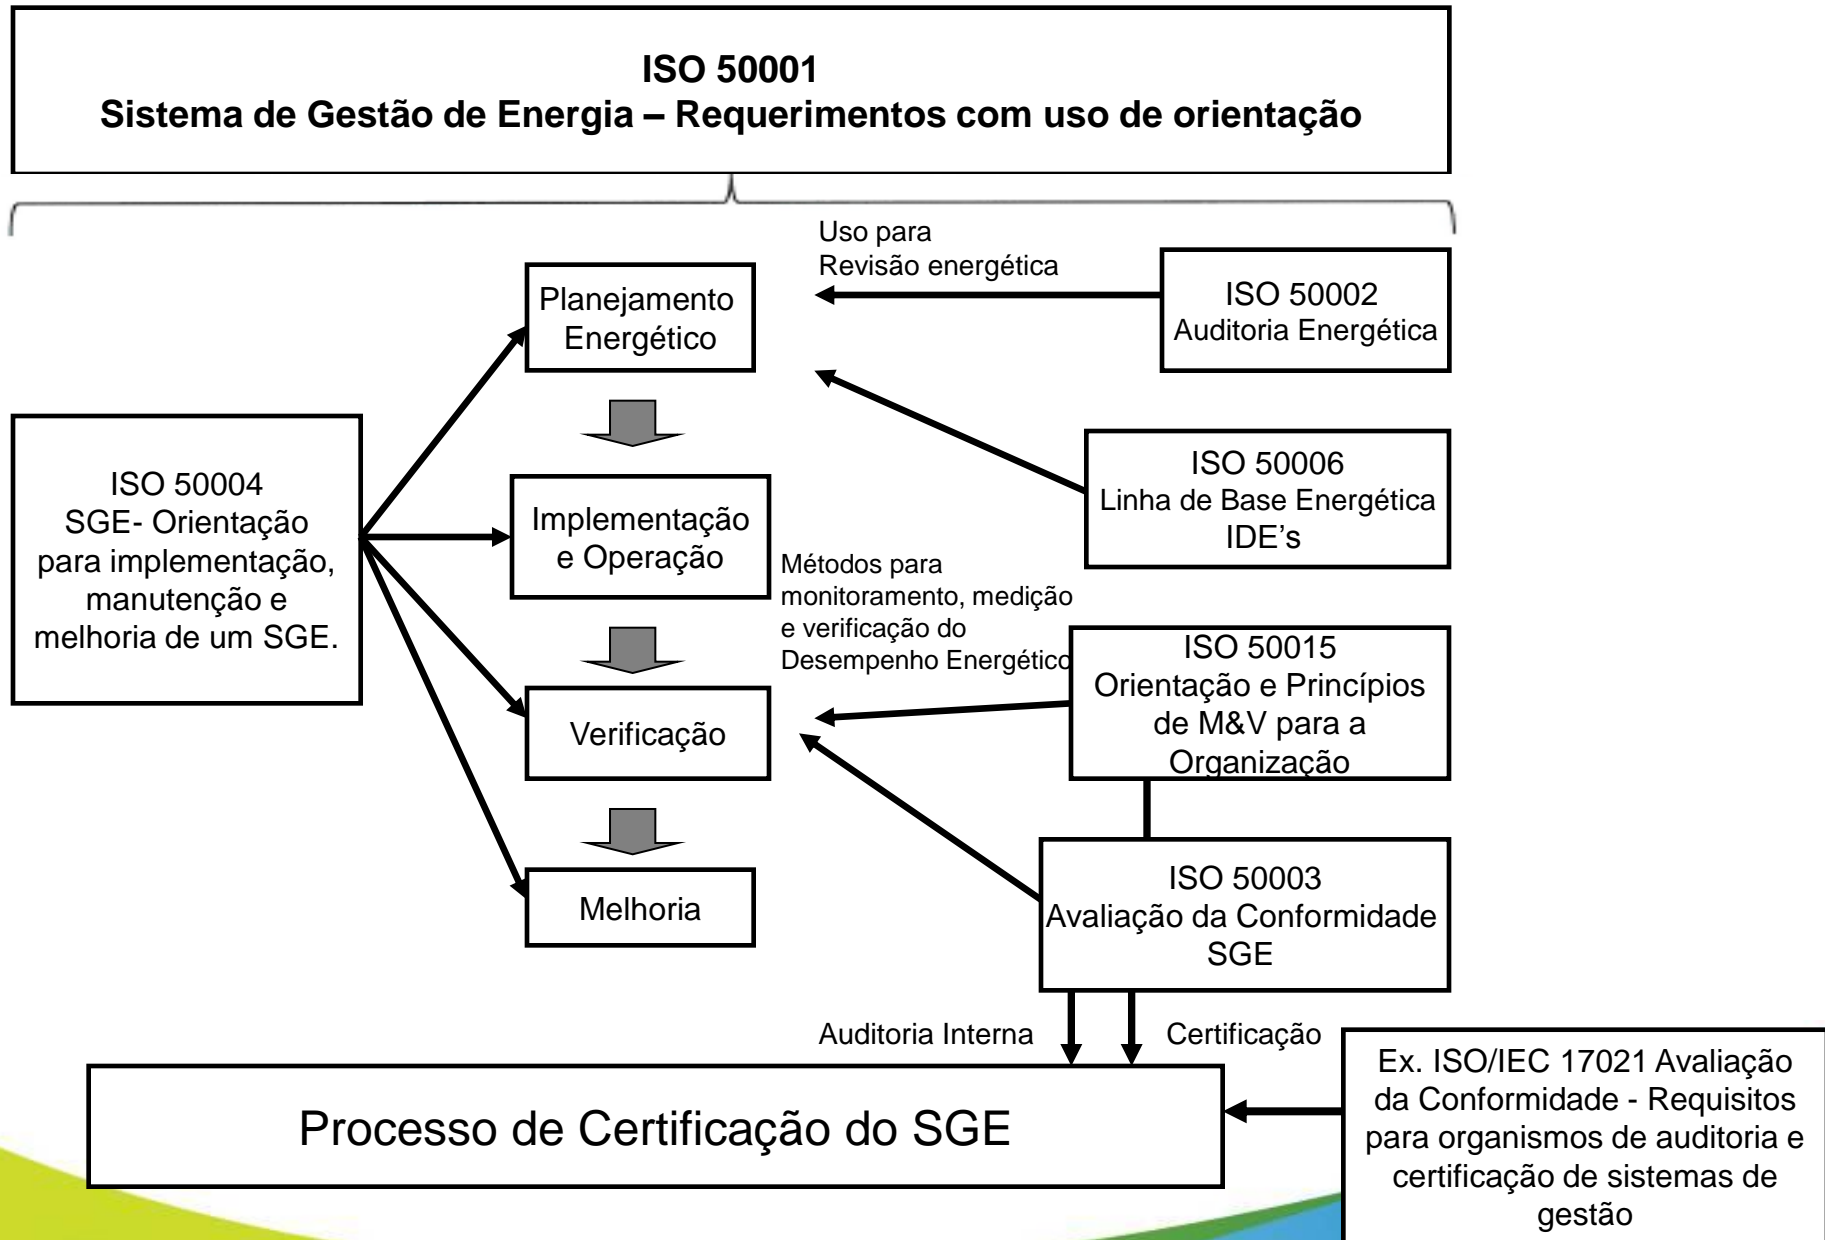 ISO 50001
Sistema de Gestão de Energia – Requerimentos com uso de orientação
Uso para
Revisão energética
Planejamento
Energético
ISO 50002
Auditoria Energética
ISO 50004
SGE- Orientação
para implementação,
manutenção e
melhoria de um SGE.
ISO 50006
Linha de Base Energética
IDE’s
Implementação
e Operação
Métodos para
monitoramento, medição
e verificação do
Desempenho Energético
ISO 50015
Orientação e Princípios
de M&V para a
Organização
Verificação
ISO 50003
Avaliação da Conformidade
SGE
Melhoria
Auditoria Interna
Certificação
Processo de Certificação do SGE
Ex. ISO/IEC 17021 Avaliação
da Conformidade - Requisitos
para organismos de auditoria e
certificação de sistemas de
gestão